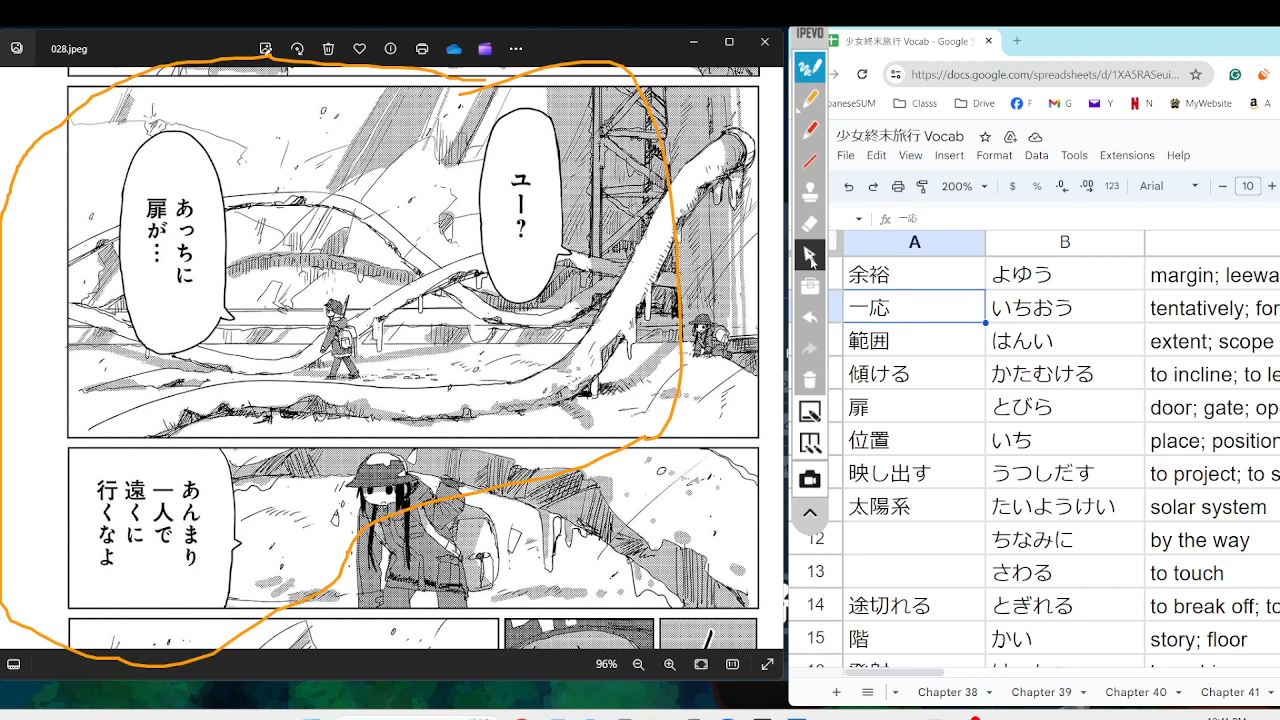 028.jpeg
ユー?
あっちに
扉が…
あんまり
一人で
遠くに
行くなよ
96%
IPEVO
少女終末旅行 Vocab - Google S
https://docs.google.com/spreadsheets/d/1XA5RAC
aneseSUM
Classs
Drive
F
G
Y
N
MyWebsite
A
少女終末旅行 Vocab
File Edit View Insert Format Data Tools Extensions Help
200% $ % .0 .00 123 Arial 10
fx 一応
A B
余裕 よゆう margin; leewa
一応 いちおう tentatively; for
範囲 はんい extent; scope
傾ける かたむける to incline; to le
扉 とびら door; gate; op
位置 いち place; position
映し出す うつしだす to project; to s
太陽系 たいようけい solar system
12 ちなみに by the way
13 さわる to touch
14 途切れる とぎれる to break off; to
15 階 かい story; floor
Chapter 38 Chapter 39 Chapter 40 Chapter 41